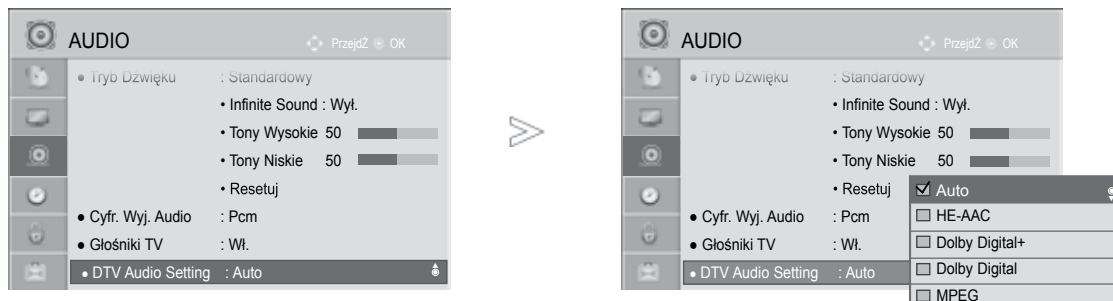 AUDIO
PrzejdŹ OK
• Tryb Dźwięku : Standardowy
• Infinite Sound : Wył.
• Tony Wysokie 50
• Tony Niskie 50
• Resetuj
• Cyfr. Wyj. Audio : Pcm
• Głośniki TV : Wł.
• DTV Audio Setting : Auto
AUDIO
PrzejdŹ OK
• Tryb Dźwięku : Standardowy
• Infinite Sound : Wył.
• Tony Wysokie 50
• Tony Niskie 50
• Resetuj
• Cyfr. Wyj. Audio : Pcm
• Głośniki TV : Wł.
• DTV Audio Setting : Auto
Auto
HE-AAC
Dolby Digital+
Dolby Digital
MPEG